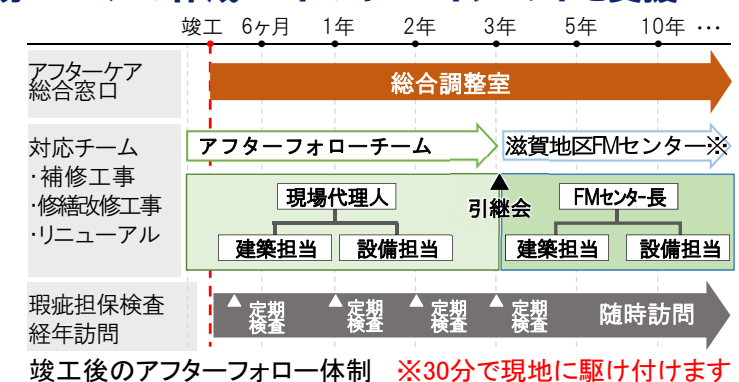 竣工 6ヶ月 1年 2年 3年 5年 10年 …
アフターケア
総合窓口
総合調整室
対応チーム
・補修工事
・修繕改修工事
・リニューアル
アフターフォローチーム
滋賀地区FMセンター※
現場代理人
建築担当 設備担当
引継会
FMセンター長
建築担当 設備担当
瑕疵担保検査
経年訪問
定期
検査
定期
検査
定期
検査
定期
検査
随時訪問
竣工後のアフターフォロー体制 ※30分で現地に駆け付けます